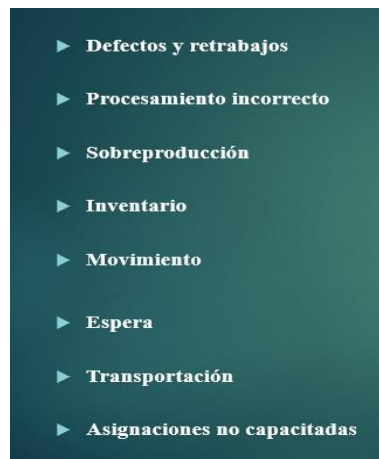 Defectos y retrabajos
Procesamiento incorrecto
Sobreproducción
Inventario
Movimiento
Espera
Transportación
Asignaciones no capacitadas